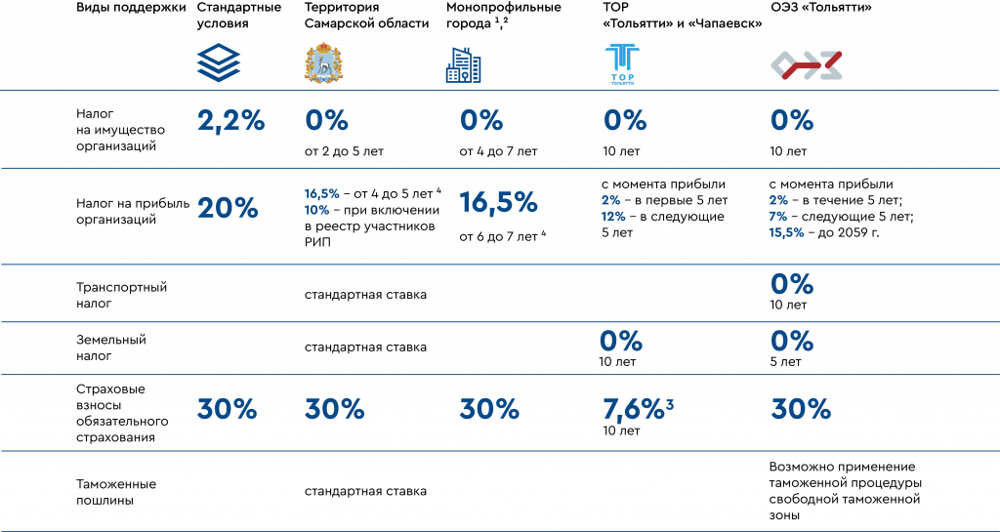 Виды поддержки
Стандартные
условия
Территория
Самарской области
Монопрофильные
города ¹,²
ТОР
«Тольятти» и «Чапаевск»
ОЭЗ «Тольятти»
ТОР
ТОЛЬЯТТИ
Налог
на имущество
организаций
2,2%
0%
от 2 до 5 лет
0%
от 4 до 7 лет
0%
10 лет
0%
10 лет
Налог на прибыль
организаций
20%
16,5% – от 4 до 5 лет ⁴
10% – при включении
в реестр участников
РИП
16,5%
от 6 до 7 лет ⁴
с момента прибыли
2% – в первые 5 лет
12% – в следующие
5 лет
с момента прибыли
2% – в течение 5 лет;
7% – следующие 5 лет;
15,5% – до 2059 г.
Транспортный
налог
стандартная ставка
0%
10 лет
Земельный
налог
стандартная ставка
0%
10 лет
0%
5 лет
Страховые
взносы
обязательного
страхования
30%
30%
30%
7,6%³
10 лет
30%
Таможенные
пошлины
стандартная ставка
Возможно применение
таможенной процедуры
свободной таможенной
зоны